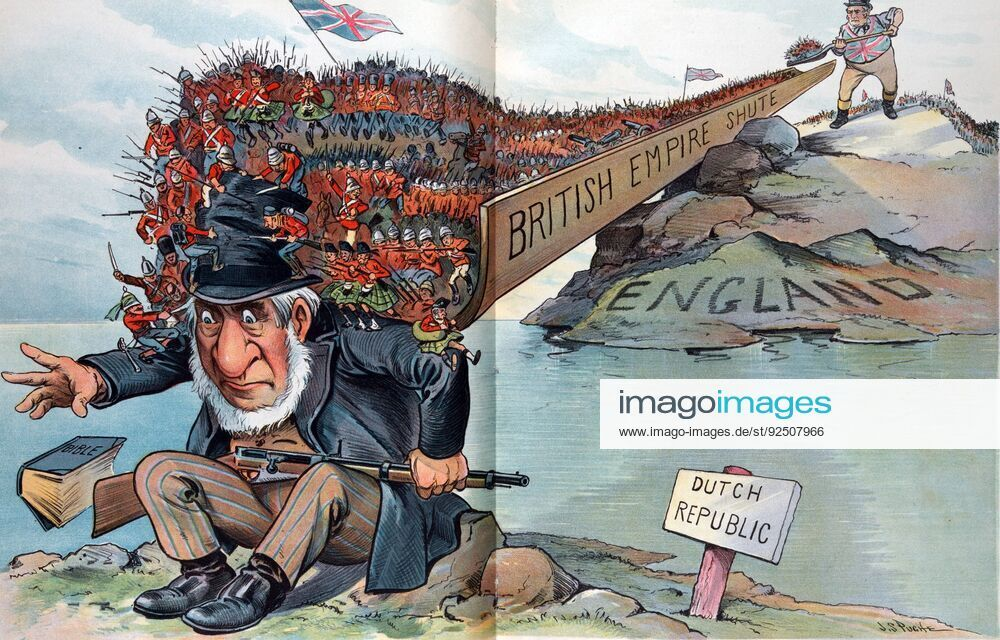 BRITISH EMPIRE SHUTE
ENGLAND
BIBLE
imagoimages
www.imago-images.de/st/92507966
DUTCH
REPUBLIC
J.S. PUGHE